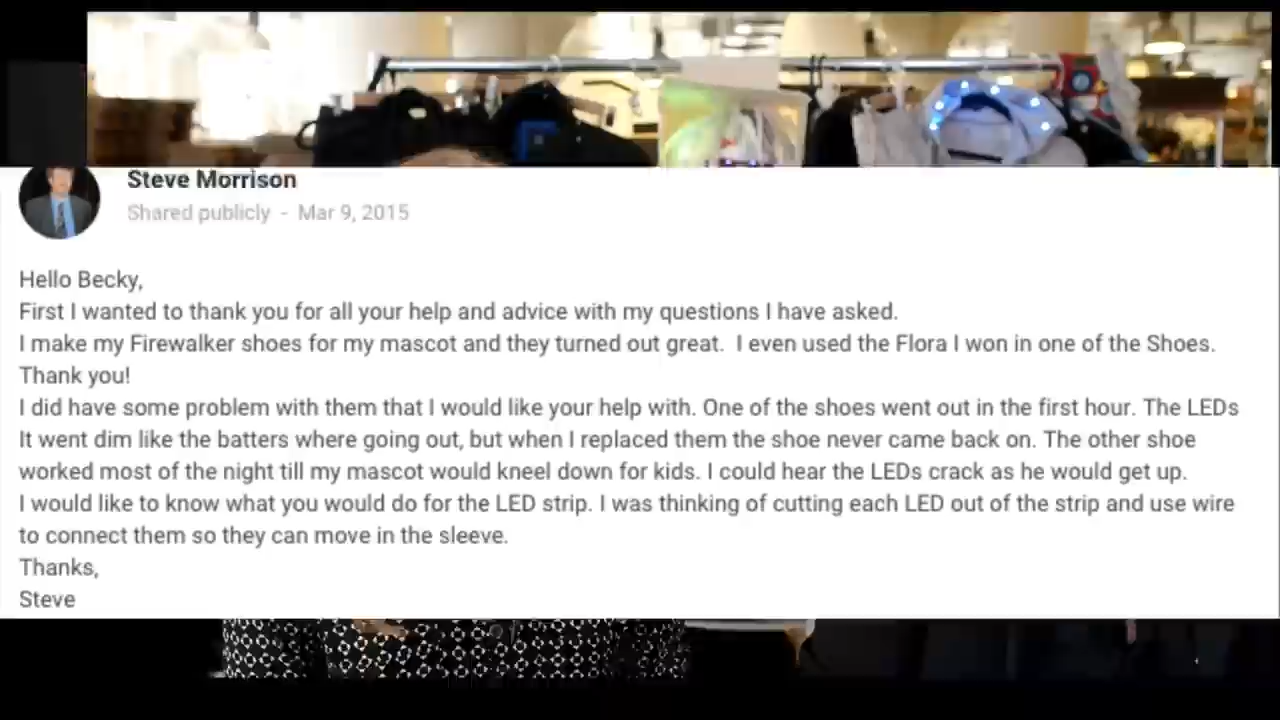 Steve Morrison
Shared publicly - Mar 9, 2015
Hello Becky,
First I wanted to thank you for all your help and advice with my questions I have asked.
I make my Firewalker shoes for my mascot and they turned out great.  I even used the Flora I won in one of the Shoes.
Thank you!
I did have some problem with them that I would like your help with. One of the shoes went out in the first hour. The LEDs
It went dim like the batters where going out, but when I replaced them the shoe never came back on. The other shoe
worked most of the night till my mascot would kneel down for kids. I could hear the LEDs crack as he would get up.
I would like to know what you would do for the LED strip. I was thinking of cutting each LED out of the strip and use wire
to connect them so they can move in the sleeve.
Thanks,
Steve